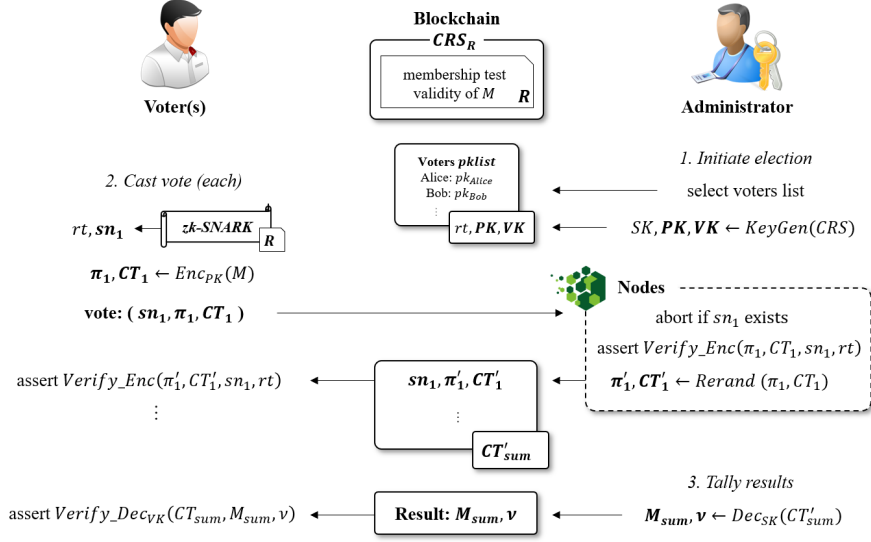 Blockchain
CRS_R
membership test
validity of M
R
Voter(s)
Administrator
1. Initiate election
Voters pklist
Alice: pk_Alice
Bob: pk_Bob
⋮
select voters list
2. Cast vote (each)
rt, sn_1
zk-SNARK
R
rt, PK, VK
SK, PK, VK ← KeyGen(CRS)
π_1, CT_1 ← Enc_PK(M)
Nodes
vote: ( sn_1, π_1, CT_1 )
abort if sn_1 exists
assert Verify_Enc(π_1, CT_1, sn_1, rt)
π′_1, CT′_1 ← Rerand (π_1, CT_1)
assert Verify_Enc(π′_1, CT′_1, sn_1, rt)
⋮
sn_1, π′_1, CT′_1
⋮
CT′_sum
3. Tally results
assert Verify_Dec_VK(CT_sum, M_sum, ν)
Result: M_sum, ν
M_sum, ν ← Dec_SK(CT′_sum)